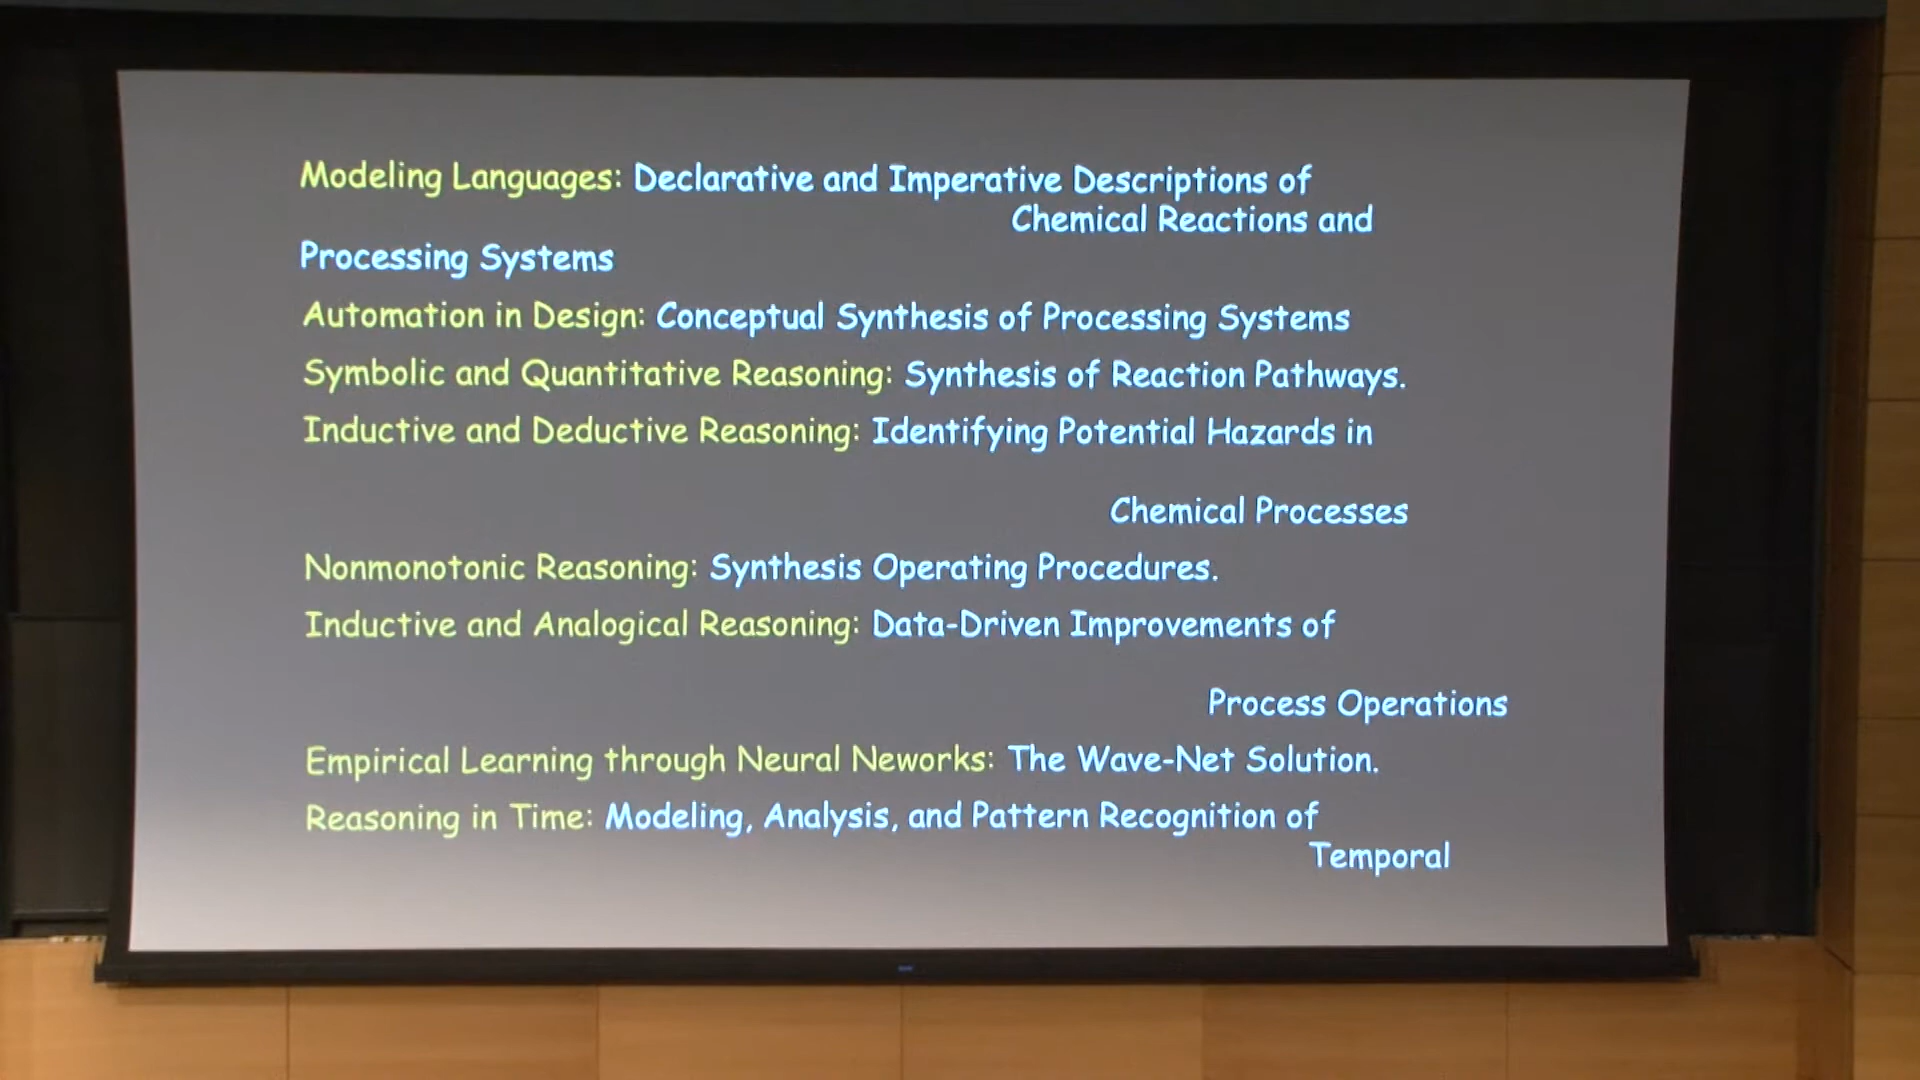 Modeling Languages: Declarative and Imperative Descriptions of
Chemical Reactions and
Processing Systems
Automation in Design: Conceptual Synthesis of Processing Systems
Symbolic and Quantitative Reasoning: Synthesis of Reaction Pathways.
Inductive and Deductive Reasoning: Identifying Potential Hazards in
Chemical Processes
Nonmonotonic Reasoning: Synthesis Operating Procedures.
Inductive and Analogical Reasoning: Data-Driven Improvements of
Process Operations
Empirical Learning through Neural Neworks: The Wave-Net Solution.
Reasoning in Time: Modeling, Analysis, and Pattern Recognition of
Temporal